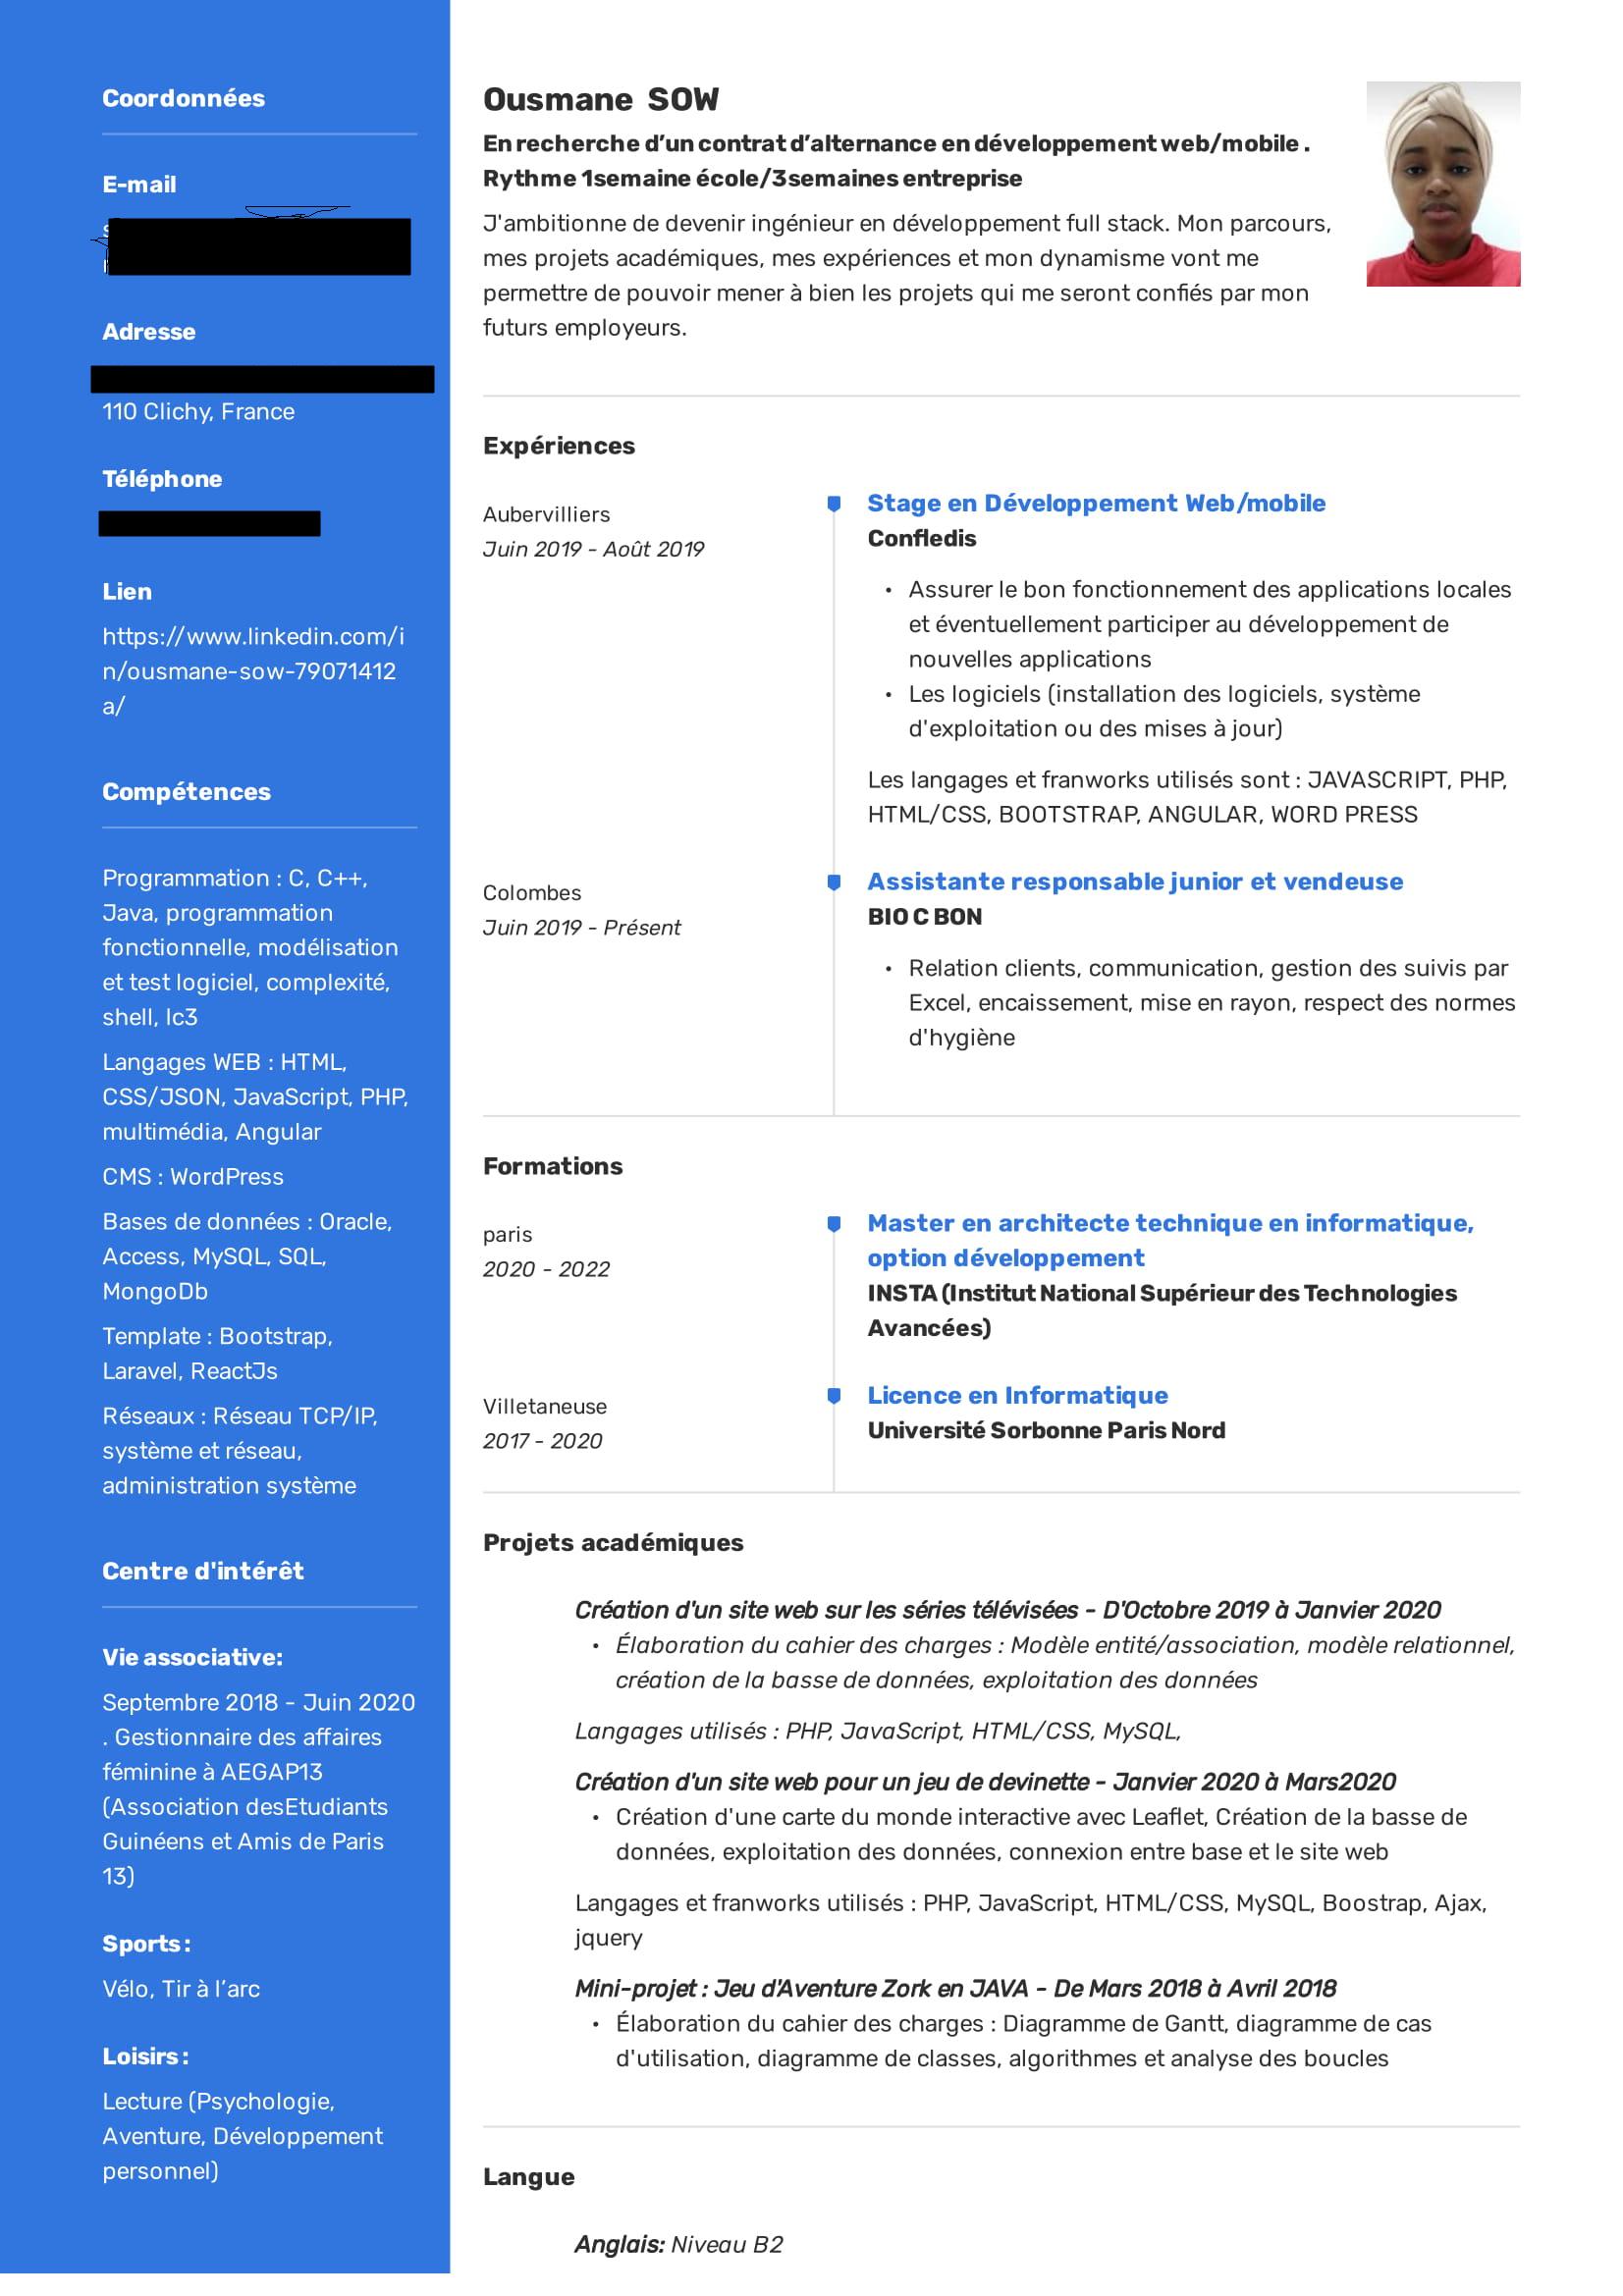 Coordonnées
E-mail
Adresse
110 Clichy, France
Téléphone
Lien
https://www.linkedin.com/i
n/ousmane-sow-79071412
a/
Compétences
Programmation : C, C++,
Java, programmation
fonctionnelle, modélisation
et test logiciel, complexité,
shell, lc3
Langages WEB : HTML,
CSS/JSON, JavaScript, PHP,
multimédia, Angular
CMS : WordPress
Bases de données : Oracle,
Access, MySQL, SQL,
MongoDb
Template : Bootstrap,
Laravel, ReactJs
Réseaux : Réseau TCP/IP,
système et réseau,
administration système
Centre d'intérêt
Vie associative:
Septembre 2018 - Juin 2020
. Gestionnaire des affaires
féminine à AEGAP13
(Association desEtudiants
Guinéens et Amis de Paris
13)
Sports :
Vélo, Tir à l’arc
Loisirs :
Lecture (Psychologie,
Aventure, Développement
personnel)
Ousmane SOW
En recherche d’un contrat d’alternance en développement web/mobile .
Rythme 1semaine école/3semaines entreprise
J'ambitionne de devenir ingénieur en développement full stack. Mon parcours,
mes projets académiques, mes expériences et mon dynamisme vont me
permettre de pouvoir mener à bien les projets qui me seront confiés par mon
futurs employeurs.
Expériences
Aubervilliers
Juin 2019 - Août 2019
Stage en Développement Web/mobile
Confledis
• Assurer le bon fonctionnement des applications locales
et éventuellement participer au développement de
nouvelles applications
• Les logiciels (installation des logiciels, système
d'exploitation ou des mises à jour)
Les langages et franworks utilisés sont : JAVASCRIPT, PHP,
HTML/CSS, BOOTSTRAP, ANGULAR, WORD PRESS
Colombes
Juin 2019 - Présent
Assistante responsable junior et vendeuse
BIO C BON
• Relation clients, communication, gestion des suivis par
Excel, encaissement, mise en rayon, respect des normes
d'hygiène
Formations
paris
2020 - 2022
Master en architecte technique en informatique,
option développement
INSTA (Institut National Supérieur des Technologies
Avancées)
Villetaneuse
2017 - 2020
Licence en Informatique
Université Sorbonne Paris Nord
Projets académiques
Création d'un site web sur les séries télévisées - D'Octobre 2019 à Janvier 2020
• Élaboration du cahier des charges : Modèle entité/association, modèle relationnel,
création de la basse de données, exploitation des données
Langages utilisés : PHP, JavaScript, HTML/CSS, MySQL,
Création d'un site web pour un jeu de devinette - Janvier 2020 à Mars2020
• Création d'une carte du monde interactive avec Leaflet, Création de la basse de
données, exploitation des données, connexion entre base et le site web
Langages et franworks utilisés : PHP, JavaScript, HTML/CSS, MySQL, Boostrap, Ajax,
jquery
Mini-projet : Jeu d'Aventure Zork en JAVA - De Mars 2018 à Avril 2018
• Élaboration du cahier des charges : Diagramme de Gantt, diagramme de cas
d'utilisation, diagramme de classes, algorithmes et analyse des boucles
Langue
Anglais: Niveau B2